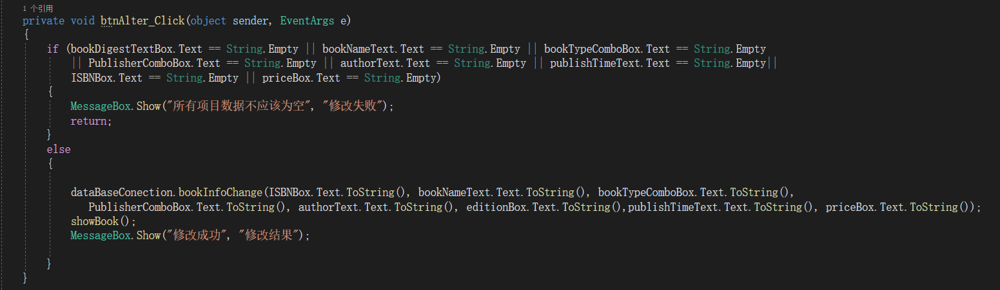 1 个引用
private void btnAlter_Click(object sender, EventArgs e)
{
if (bookDigestTextBox.Text == String.Empty || bookNameText.Text == String.Empty || bookTypeComboBox.Text == String.Empty
|| PublisherComboBox.Text == String.Empty || authorText.Text == String.Empty || publishTimeText.Text == String.Empty||
ISBNBox.Text == String.Empty || priceBox.Text == String.Empty)
{
MessageBox.Show("所有项目数据不应该为空", "修改失败");
return;
}
else
{
dataBaseConection.bookInfoChange(ISBNBox.Text.ToString(), bookNameText.Text.ToString(), bookTypeComboBox.Text.ToString(),
PublisherComboBox.Text.ToString(), authorText.Text.ToString(), editionBox.Text.ToString(),publishTimeText.Text.ToString(), priceBox.Text.ToString());
showBook();
MessageBox.Show("修改成功", "修改结果");
}
}